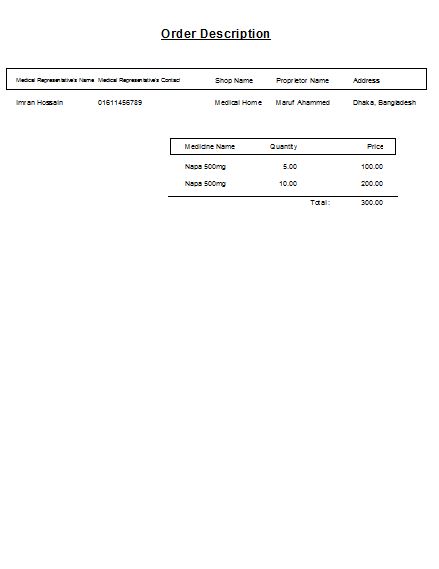 Order Description
Medical Representative's Name Medical Representative's Contact Shop Name Proprietor Name Address
Imran Hossain 01611456789 Medical Home Maruf Ahammed Dhaka, Bangladesh
Medicine Name Quantity Price
Napa 500mg 5.00 100.00
Napa 500mg 10.00 200.00
Total: 300.00